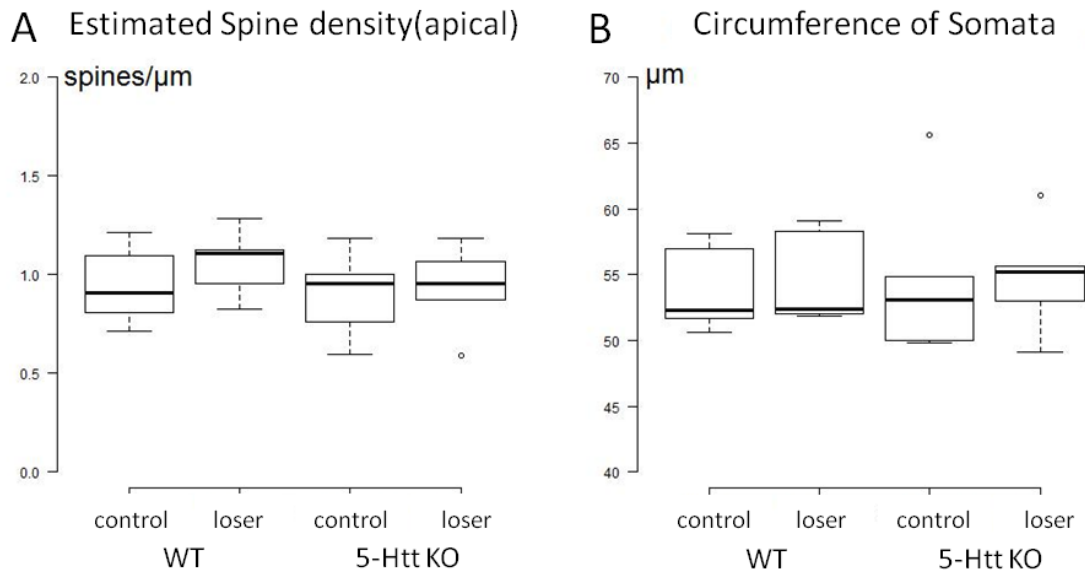 A Estimated Spine density(apical)
spines/µm
2.0
1.5
1.0
0.5
0.0
control loser control loser
WT 5-Htt KO
B Circumference of Somata
µm
70
65
60
55
50
45
40
control loser control loser
WT 5-Htt KO